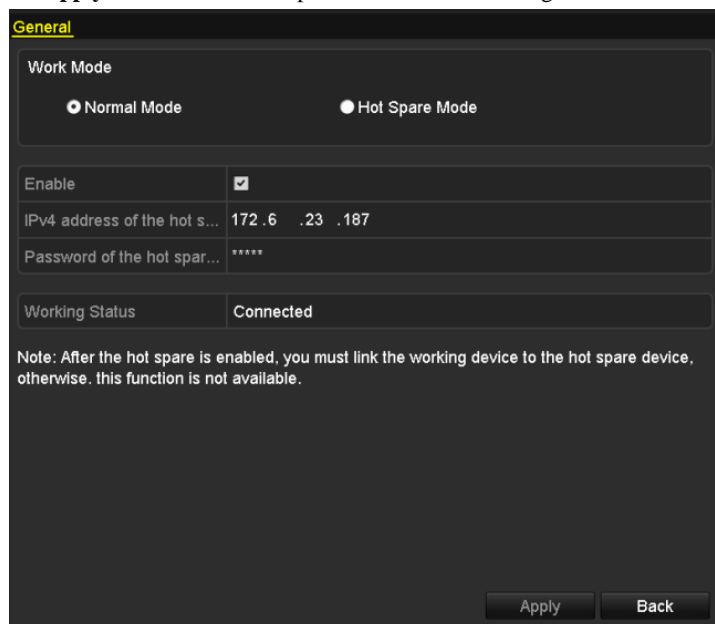 General
Work Mode
Normal Mode
Hot Spare Mode
Enable
IPv4 address of the hot s... 172 .6 .23 .187
Password of the hot spar... *****
Working Status Connected
Note: After the hot spare is enabled, you must link the working device to the hot spare device,
otherwise. this function is not available.
Apply Back